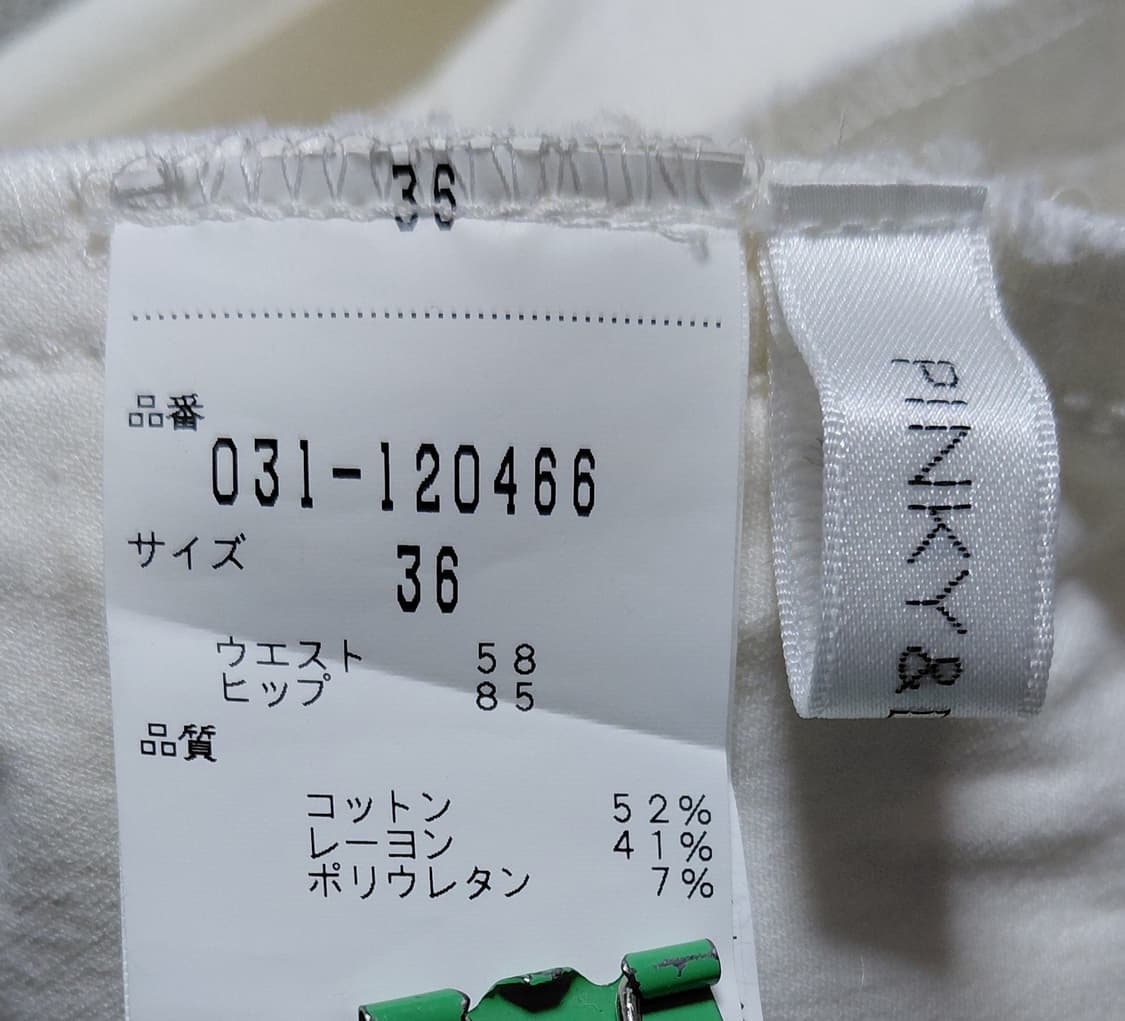 36
品番
031-120466
サイズ
36
ウエスト 58
ヒップ 85
品質
コットン 52%
レーヨン 41%
ポリウレタン 7%
PINKY &